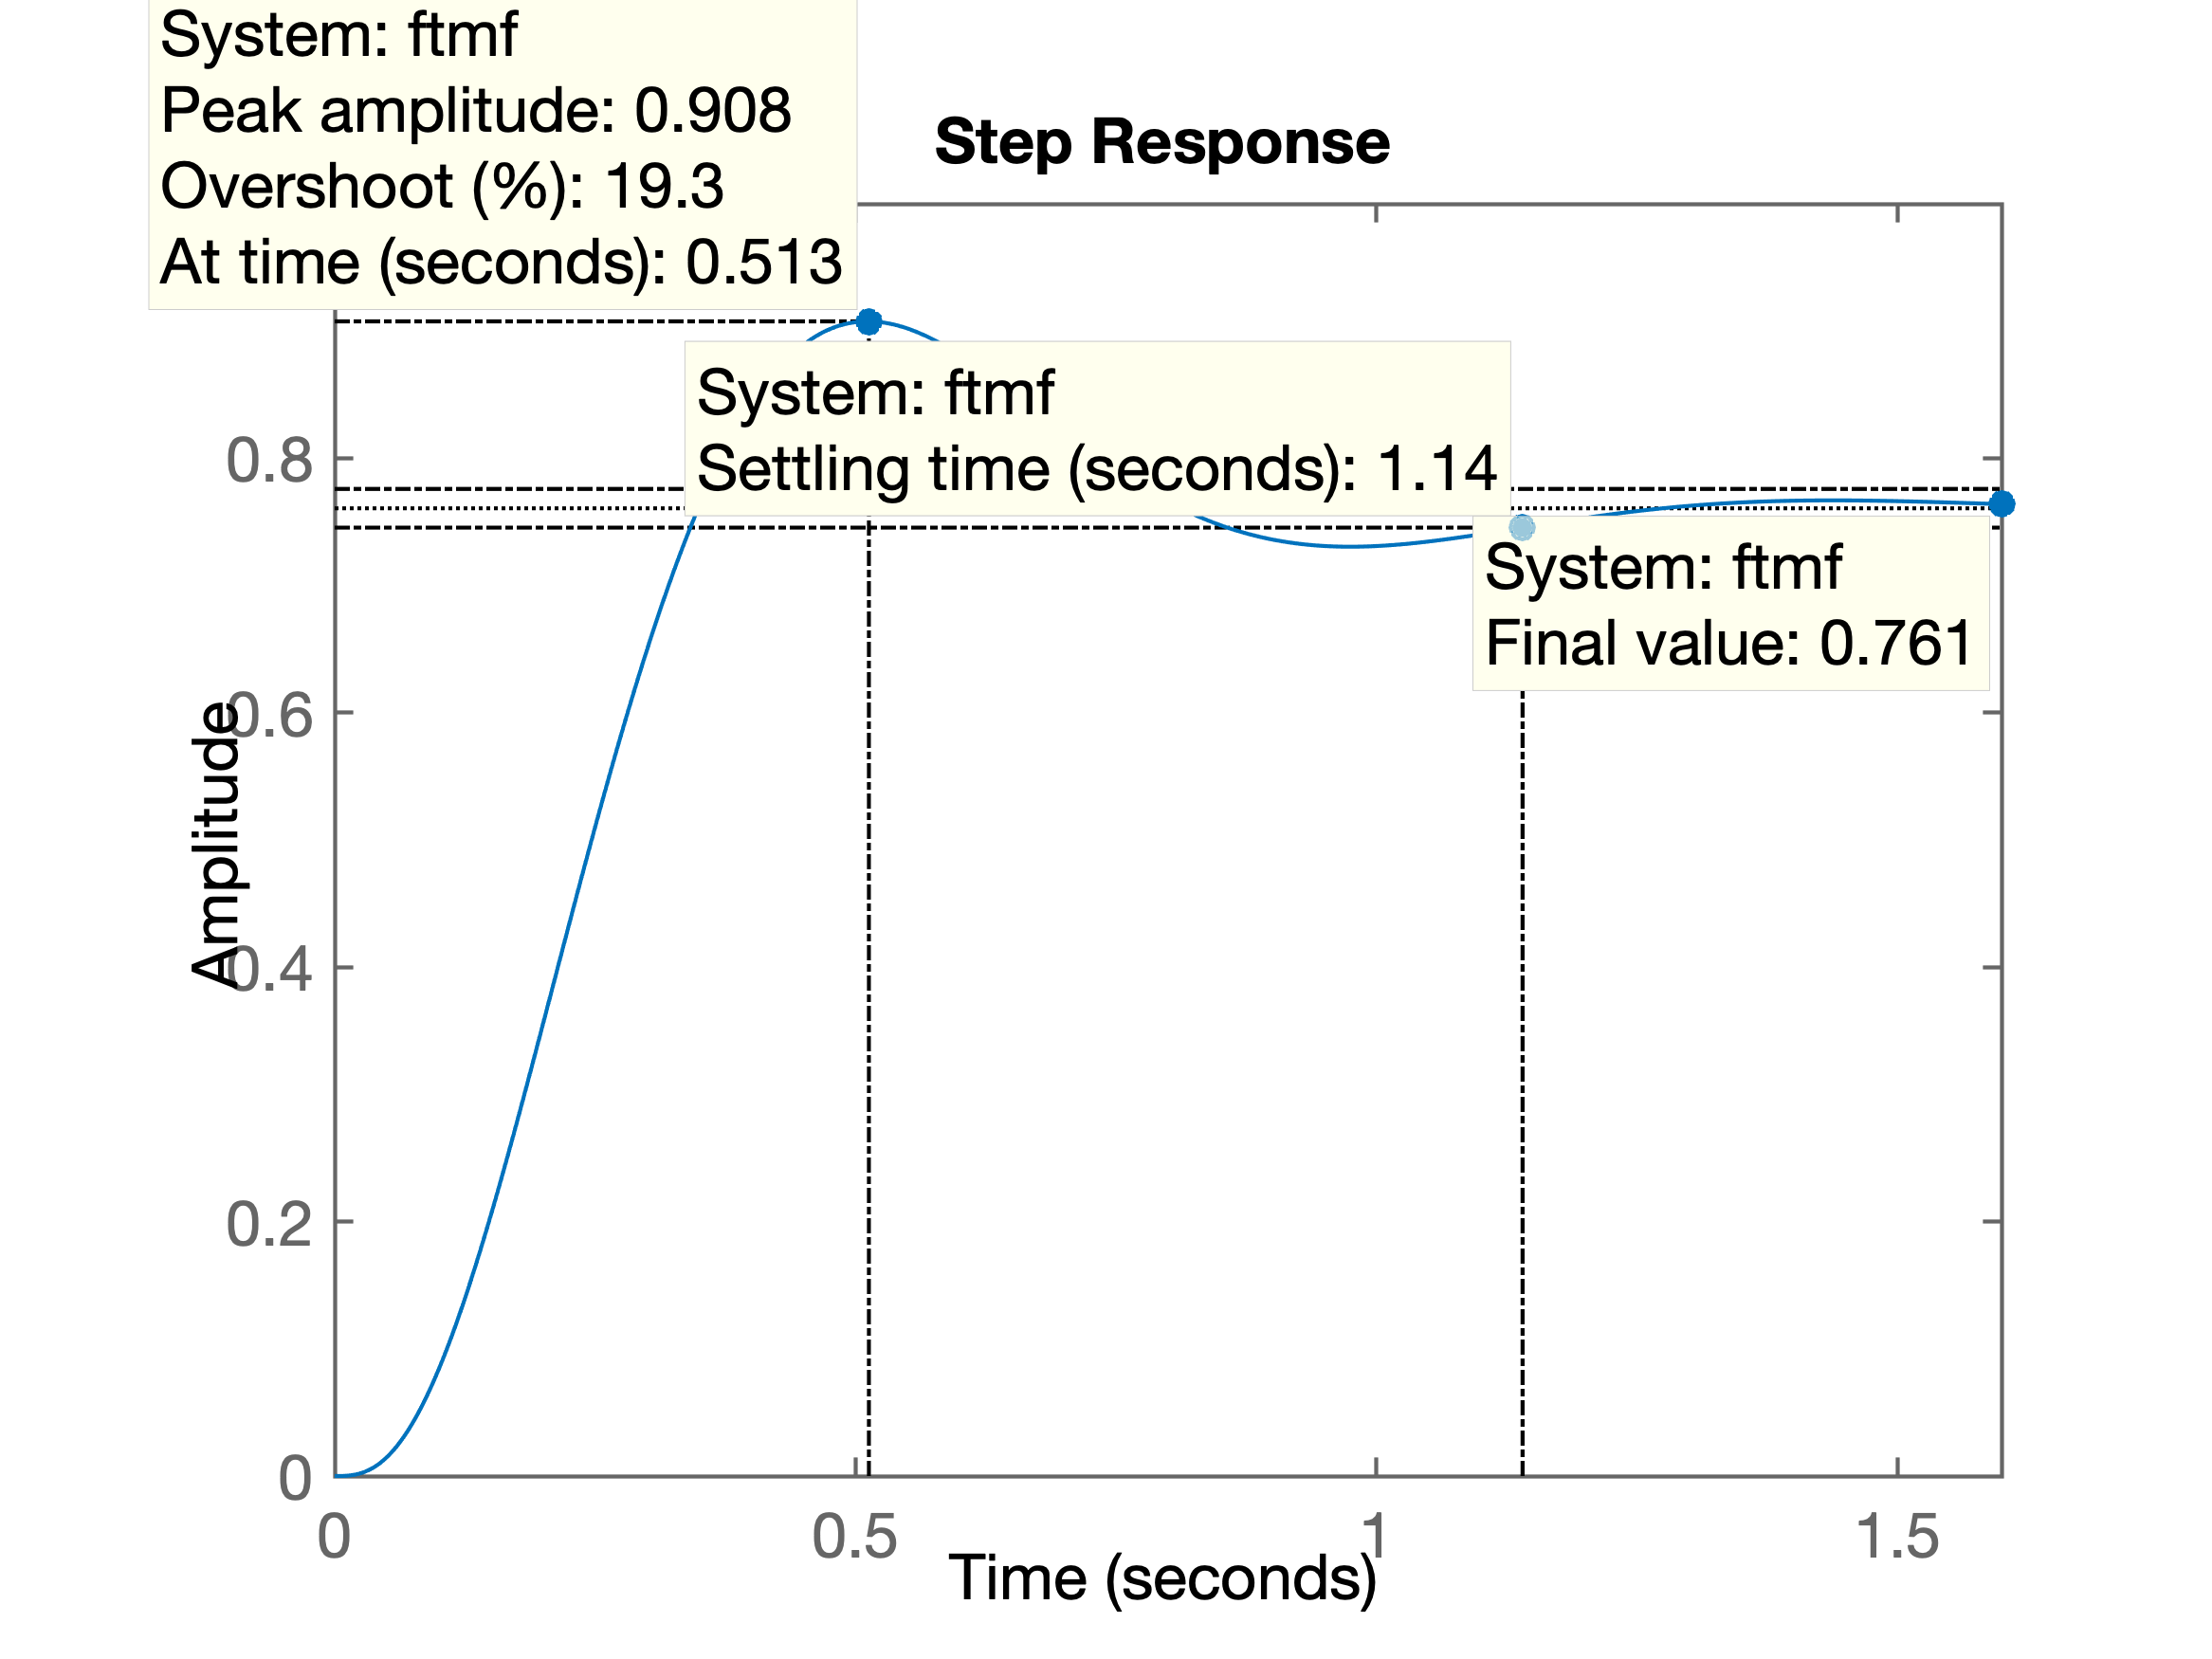 System: ftmf
Peak amplitude: 0.908
Overshoot (%): 19.3
At time (seconds): 0.513
Step Response
System: ftmf
Settling time (seconds): 1.14
System: ftmf
Final value: 0.761
Amplitude
0.8
0.6
0.4
0.2
0
0
0.5
1
1.5
Time (seconds)